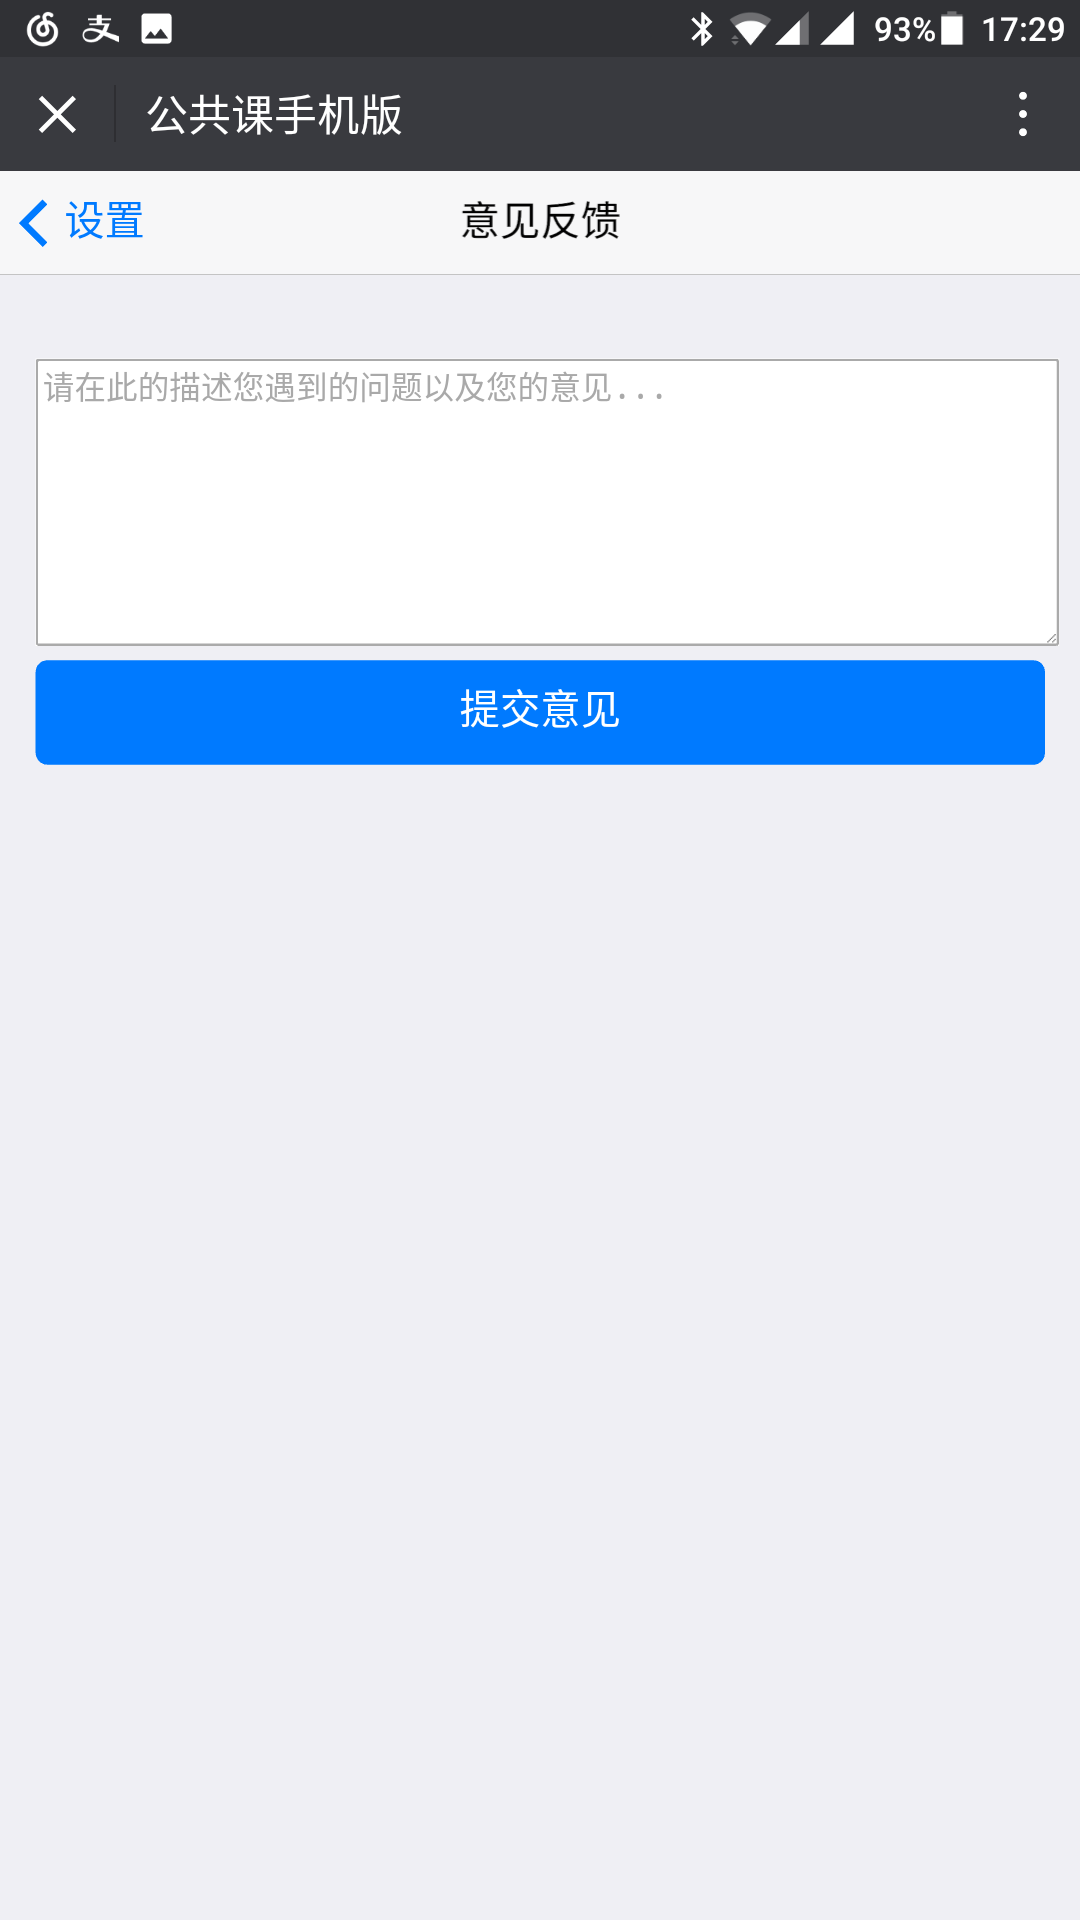 93% 17:29
公共课手机版
设置 意见反馈
请在此的描述您遇到的问题以及您的意见...
提交意见